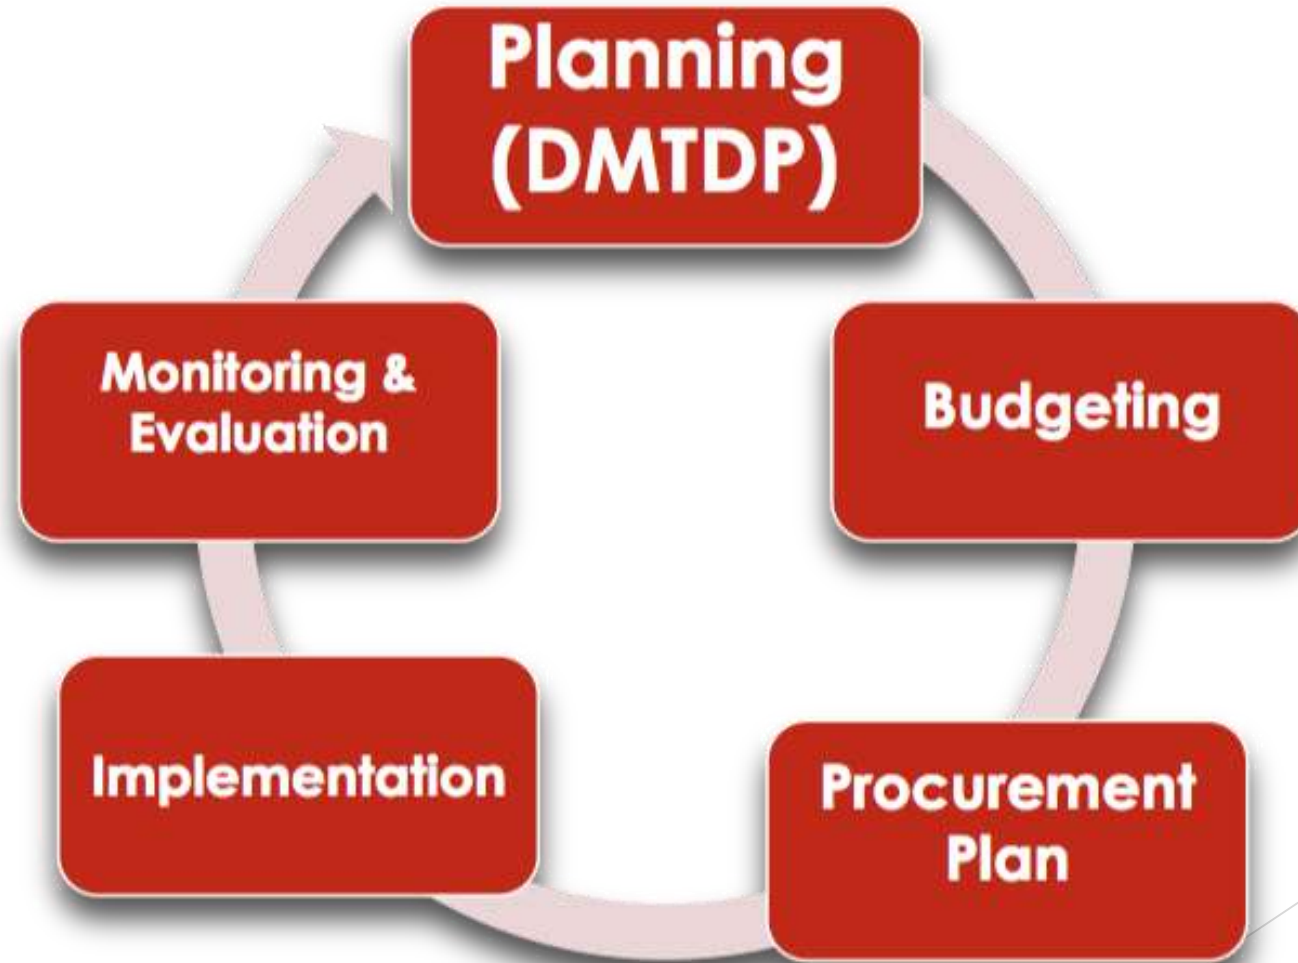 Planning
(DMTDP)
Budgeting
Procurement
Plan
Implementation
Monitoring &
Evaluation